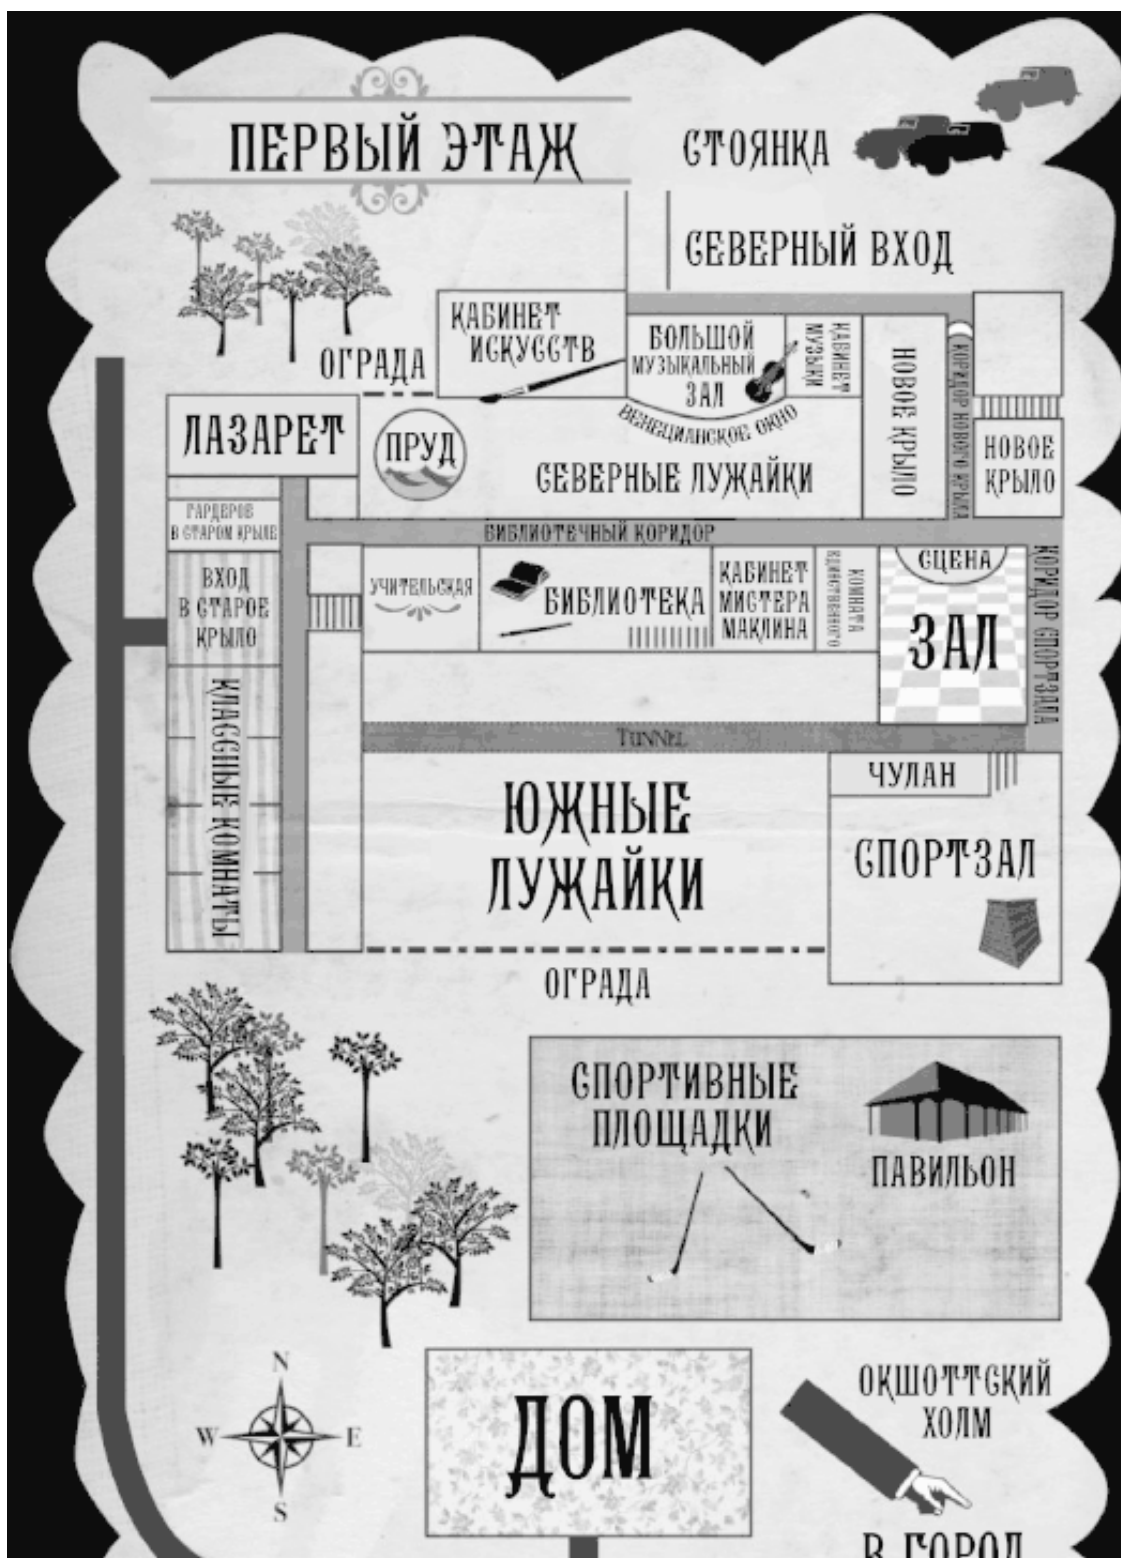 ПЕРВЫЙ ЭТАЖ
СТОЯНКА
СЕВЕРНЫЙ ВХОД
КАБИНЕТ
ИСКУССТВ
БОЛЬШОЙ
МУЗЫКАЛЬНЫЙ
ЗАЛ
КАБИНЕТ
МУЗЫКИ
НОВОЕ КРЫЛО
КОРИДОР НОВОГО КРЫЛА
ОГРАДА
ВЕНЕЦИАНСКОЕ ОКНО
ЛАЗАРЕТ
ПРУД
СЕВЕРНЫЕ ЛУЖАЙКИ
НОВОЕ
КРЫЛО
ГАРДЕРОБ
В СТАРОМ КРЫЛЕ
БИБЛИОТЕЧНЫЙ КОРИДОР
ВХОД
В СТАРОЕ
КРЫЛО
УЧИТЕЛЬСКАЯ
БИБЛИОТЕКА
КАБИНЕТ
МИСТЕРА
МАКЛИНА
КОМНАТА
ЕДИНСТВЕННОГО
СЦЕНА
ЗАЛ
КОРИДОР СПОРТЗАЛА
КЛАССНЫЕ КОМНАТЫ
TUNNEL
ЧУЛАН
ЮЖНЫЕ
ЛУЖАЙКИ
СПОРТЗАЛ
ОГРАДА
СПОРТИВНЫЕ
ПЛОЩАДКИ
ПАВИЛЬОН
N
W
E
S
ДОМ
ОКШОТТСКИЙ
ХОЛМ
В ГОРОД